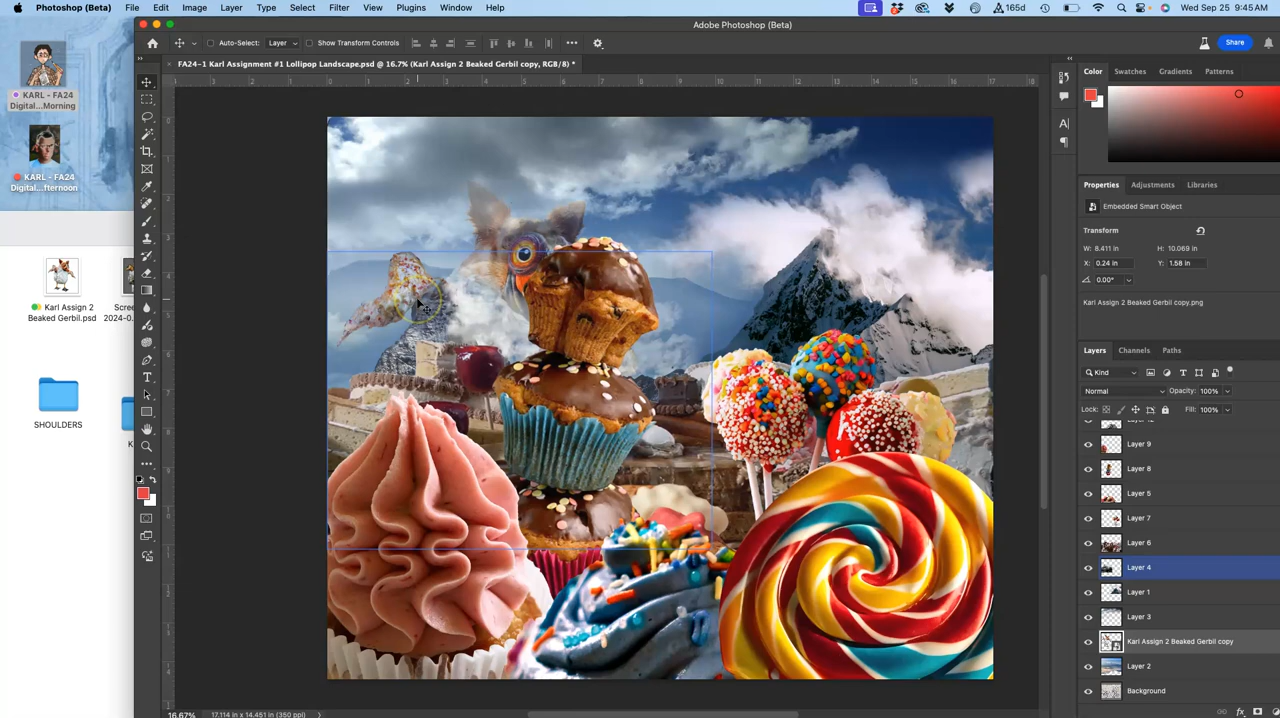 Photoshop (Beta) File Edit Image Layer Type Select Filter View Plugins Window Help 165d Wed Sep 25 9:45 AM
Adobe Photoshop (Beta)
Auto-Select: Layer Show Transform Controls Share
FA24-1 Karl Assignment #1 Lollipop Landscape.psd @ 16.7% (Karl Assign 2 Beaked Gerbil copy, RGB/8) *
KARL - FA24
Digital...Morning
KARL - FA24
Digital...fternoon
Karl Assign 2
Beaked Gerbil.psd
Scree
2024-0
SHOULDERS
K
Color Swatches Gradients Patterns
Properties Adjustments Libraries
Embedded Smart Object
Transform
W: 8.411 in H: 10.069 in
X: 0.24 in Y: 1.58 in
0.00°
Karl Assign 2 Beaked Gerbil copy.png
Layers Channels Paths
Kind
Normal Opacity: 100%
Lock: Fill: 100%
Layer 9
Layer 8
Layer 5
Layer 7
Layer 6
Layer 4
Layer 1
Layer 3
Karl Assign 2 Beaked Gerbil copy
Layer 2
Background
16.67% 17.114 in x 14.451 in (350 ppi)